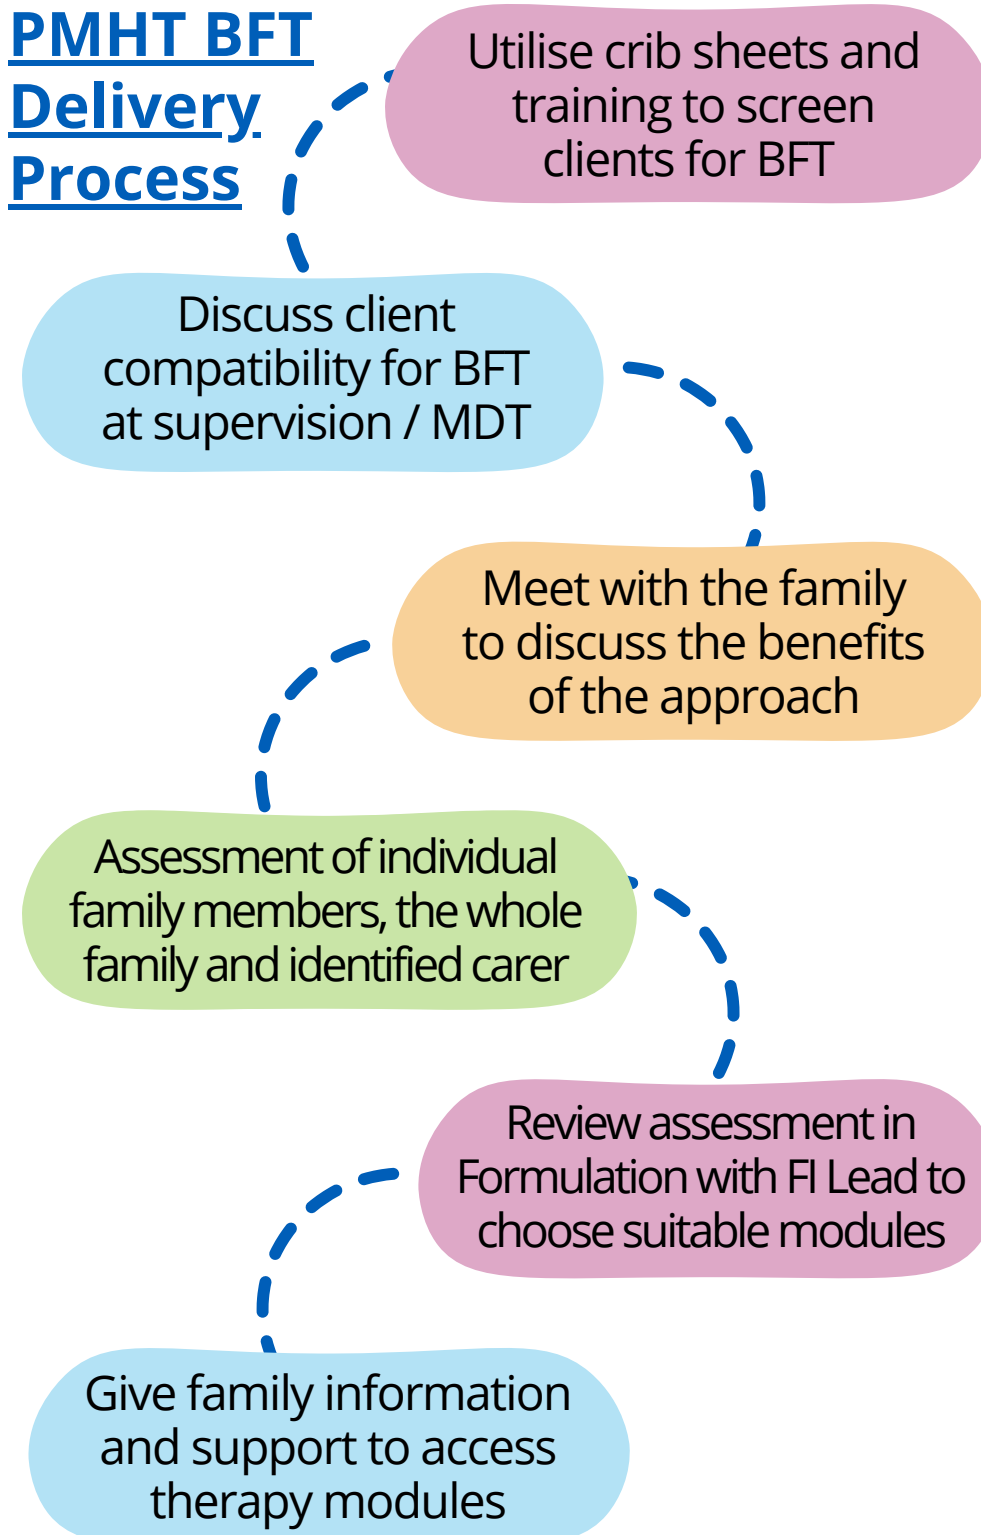 PMHT BFT
Delivery
Process
Utilise crib sheets and
training to screen
clients for BFT
Discuss client
compatibility for BFT
at supervision / MDT
Meet with the family
to discuss the benefits
of the approach
Assessment of individual
family members, the whole
family and identified carer
Review assessment in
Formulation with FI Lead to
choose suitable modules
Give family information
and support to access
therapy modules